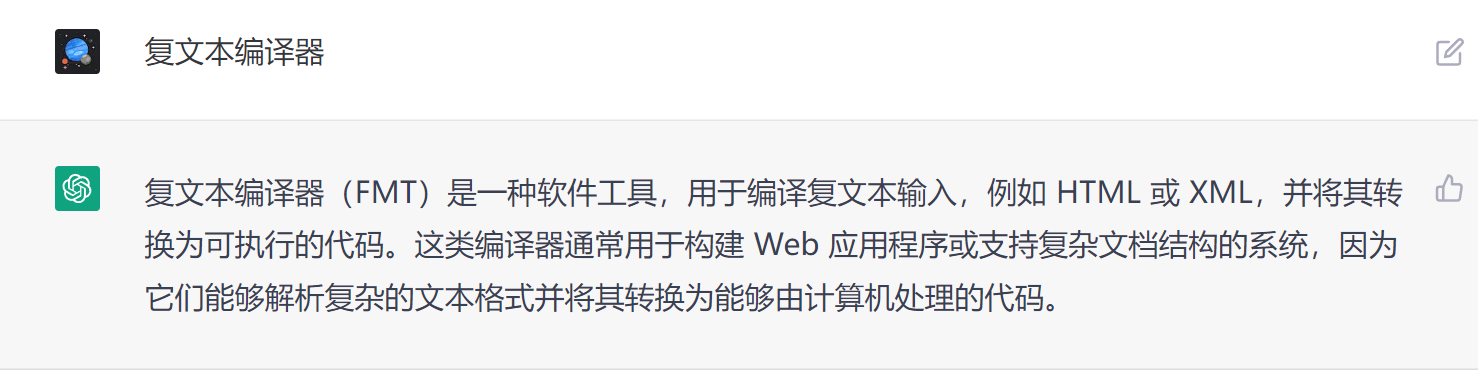 复文本编译器
复文本编译器（FMT）是一种软件工具，用于编译复文本输入，例如 HTML 或 XML，并将其转
换为可执行的代码。这类编译器通常用于构建 Web 应用程序或支持复杂文档结构的系统，因为
它们能够解析复杂的文本格式并将其转换为能够由计算机处理的代码。